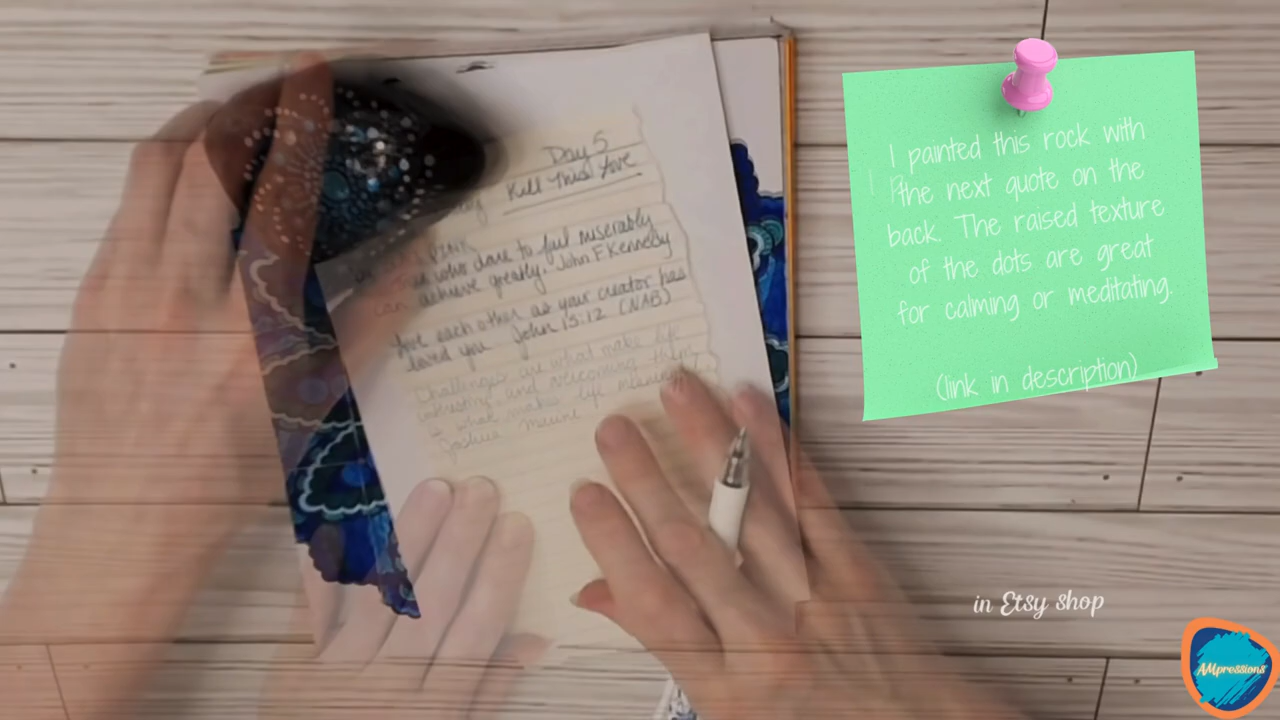 Day 5
Kill This Love
who dare to fail miserably
can achieve greatly. John F Kennedy
love each other as your creator has
loved you John 15:12 (NAB)
Challenges are what make life
interesting and overcoming them
is what makes life meaningful
Joshua Marine
I painted this rock with
the next quote on the
back. The raised texture
of the dots are great
for calming or meditating.
(link in description)
in Etsy shop
AMpressions